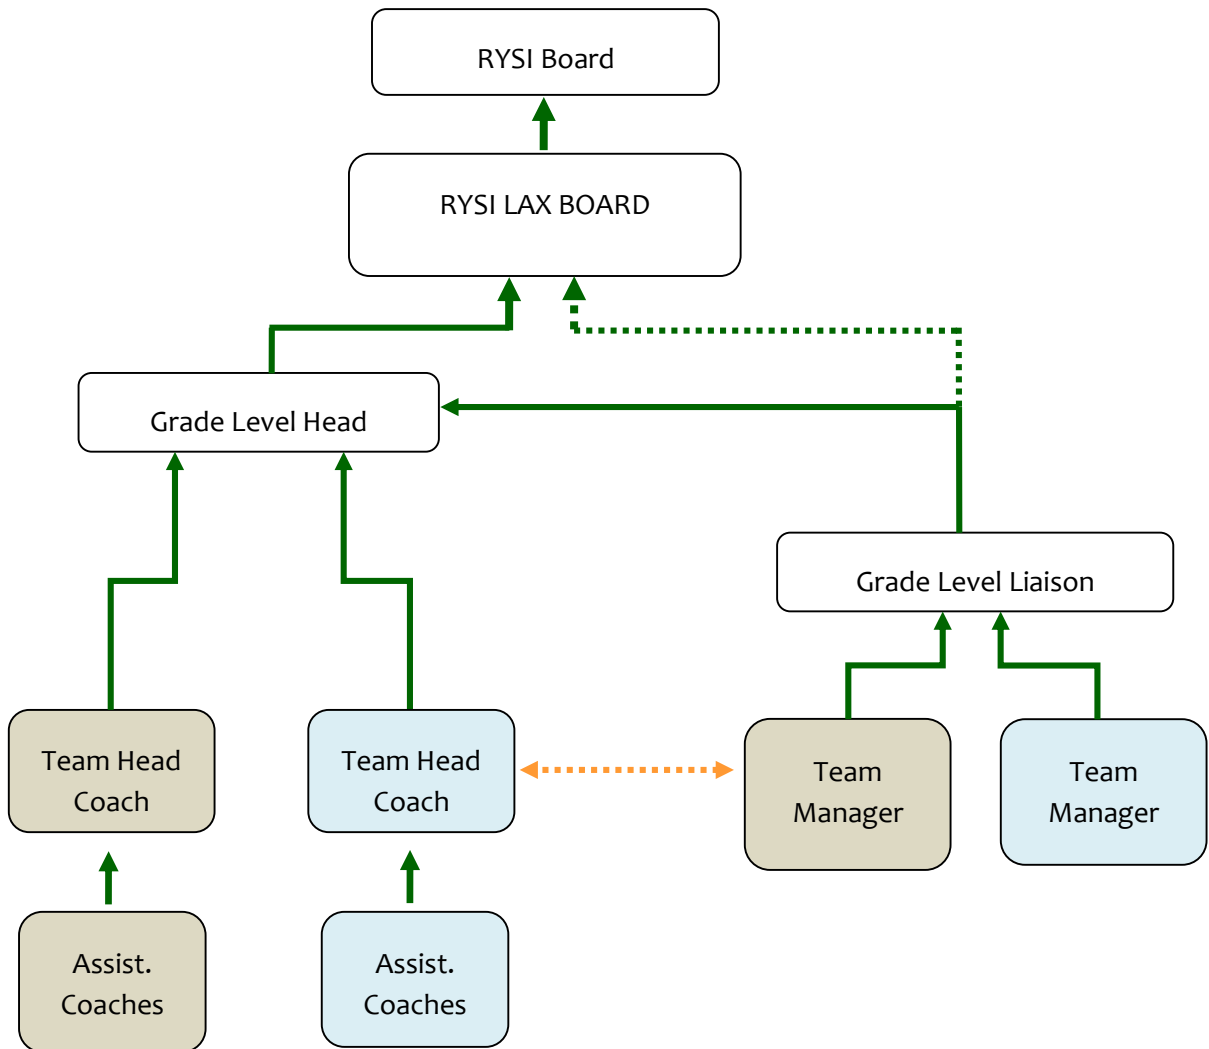 RYSI Board
RYSI LAX BOARD
Grade Level Head
Grade Level Liaison
Team Head
Coach
Team Head
Coach
Team
Manager
Team
Manager
Assist.
Coaches
Assist.
Coaches